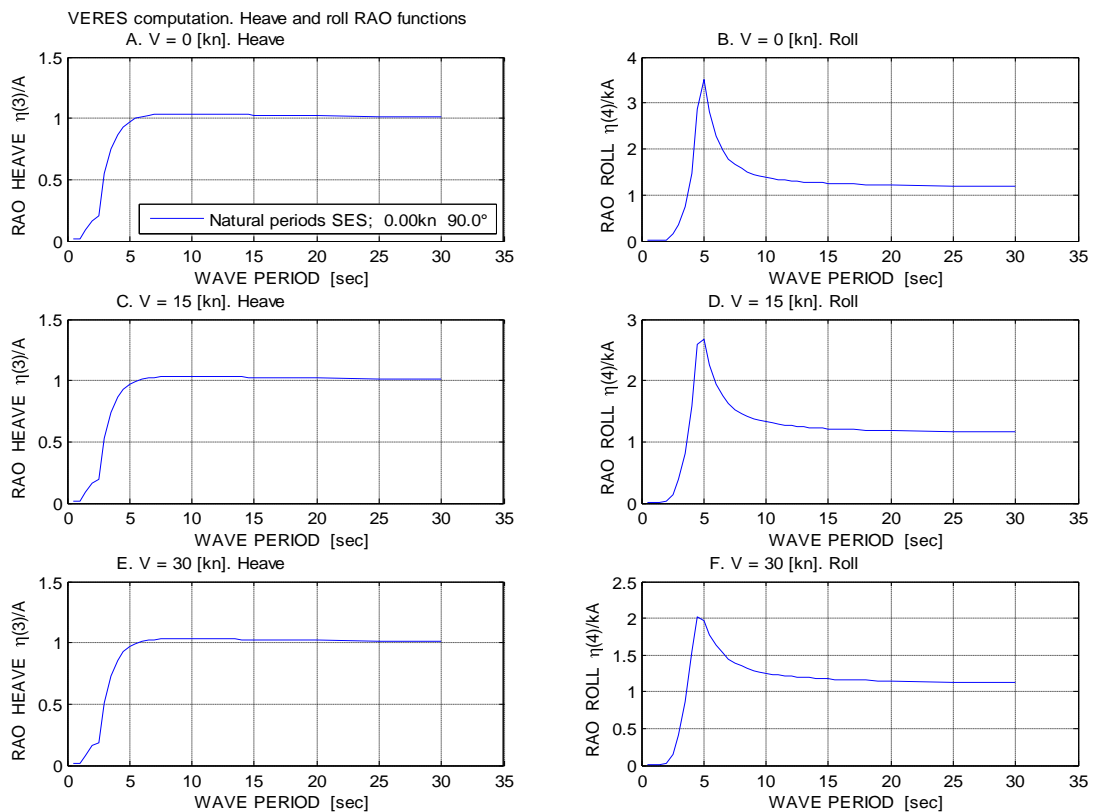 VERES computation. Heave and roll RAO functions
A. V = 0 [kn]. Heave
1.5
1
0.5
0
RAO HEAVE η(3)/A
Natural periods SES; 0.00kn 90.0°
0 5 10 15 20 25 30 35
WAVE PERIOD [sec]
B. V = 0 [kn]. Roll
4
3
2
1
0
RAO ROLL η(4)/kA
0 5 10 15 20 25 30 35
WAVE PERIOD [sec]
C. V = 15 [kn]. Heave
1.5
1
0.5
0
RAO HEAVE η(3)/A
0 5 10 15 20 25 30 35
WAVE PERIOD [sec]
D. V = 15 [kn]. Roll
3
2
1
0
RAO ROLL η(4)/kA
0 5 10 15 20 25 30 35
WAVE PERIOD [sec]
E. V = 30 [kn]. Heave
1.5
1
0.5
0
RAO HEAVE η(3)/A
0 5 10 15 20 25 30 35
WAVE PERIOD [sec]
F. V = 30 [kn]. Roll
2.5
2
1.5
1
0.5
0
RAO ROLL η(4)/kA
0 5 10 15 20 25 30 35
WAVE PERIOD [sec]